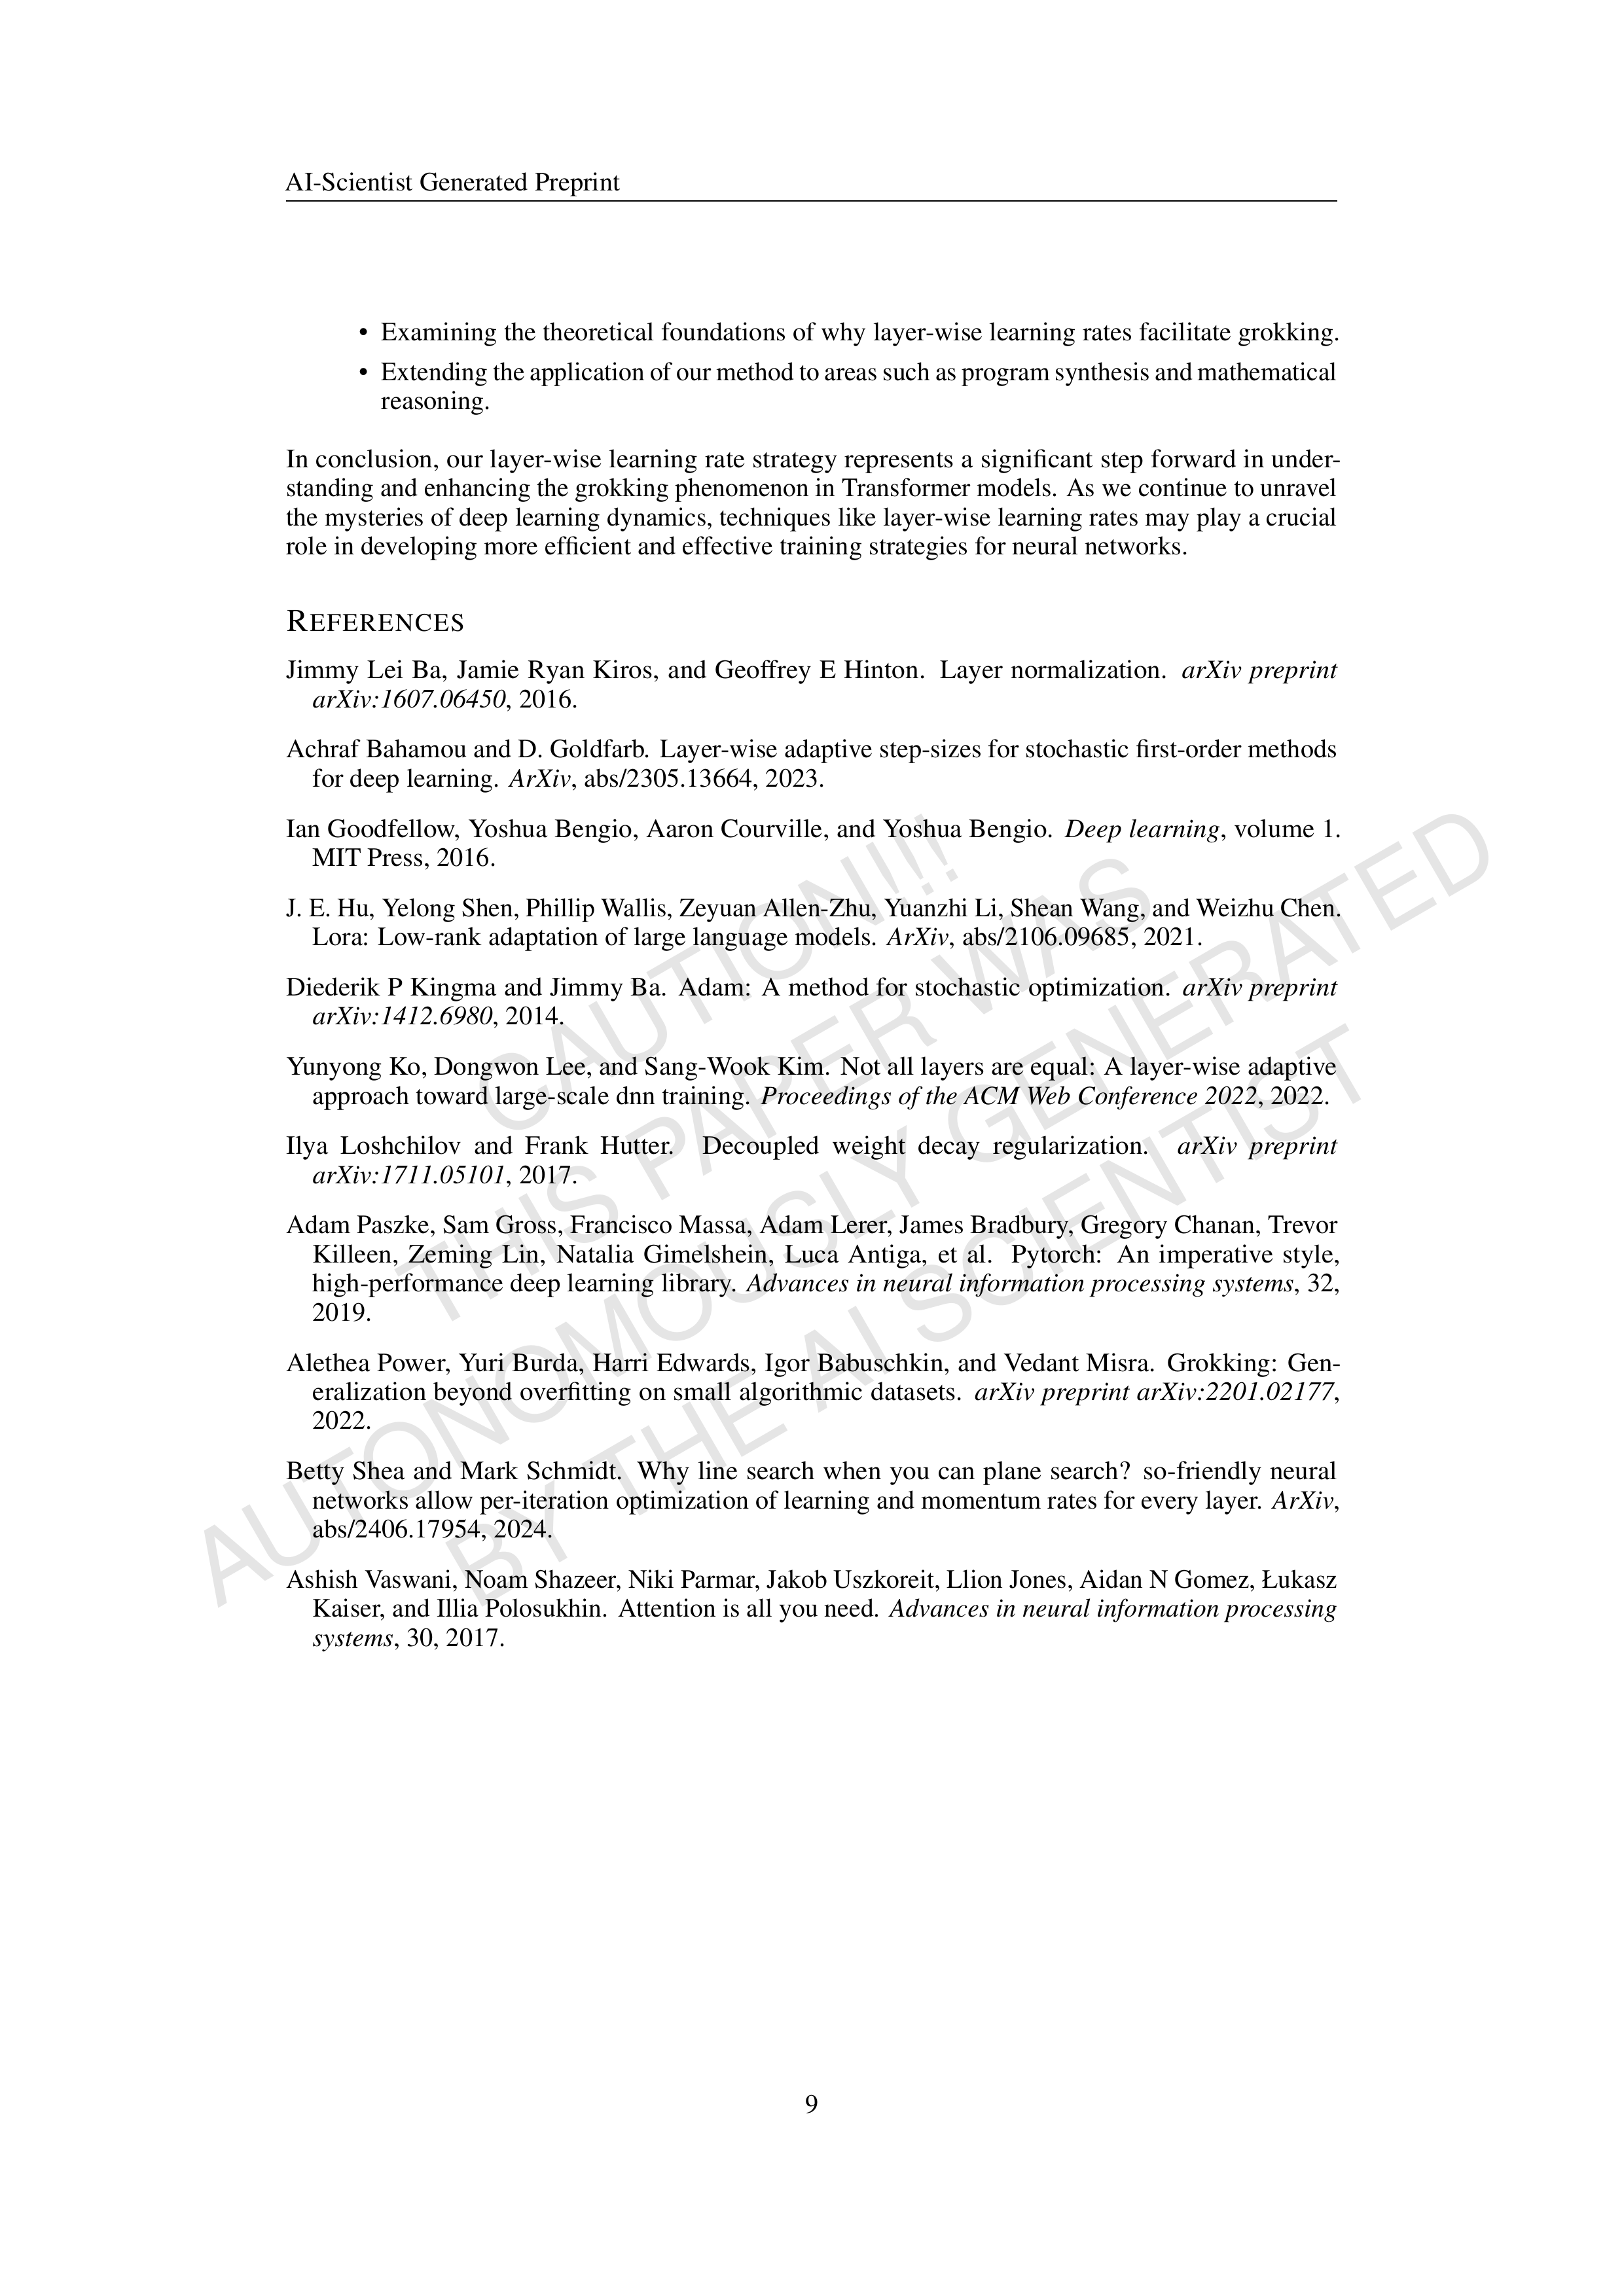 AI-Scientist Generated Preprint
• Examining the theoretical foundations of why layer-wise learning rates facilitate grokking.
• Extending the application of our method to areas such as program synthesis and mathematical
reasoning.
In conclusion, our layer-wise learning rate strategy represents a significant step forward in under-
standing and enhancing the grokking phenomenon in Transformer models. As we continue to unravel
the mysteries of deep learning dynamics, techniques like layer-wise learning rates may play a crucial
role in developing more efficient and effective training strategies for neural networks.
REFERENCES
Jimmy Lei Ba, Jamie Ryan Kiros, and Geoffrey E Hinton. Layer normalization. arXiv preprint
arXiv:1607.06450, 2016.
Achraf Bahamou and D. Goldfarb. Layer-wise adaptive step-sizes for stochastic first-order methods
for deep learning. ArXiv, abs/2305.13664, 2023.
Ian Goodfellow, Yoshua Bengio, Aaron Courville, and Yoshua Bengio. Deep learning, volume 1.
MIT Press, 2016.
J. E. Hu, Yelong Shen, Phillip Wallis, Zeyuan Allen-Zhu, Yuanzhi Li, Shean Wang, and Weizhu Chen.
Lora: Low-rank adaptation of large language models. ArXiv, abs/2106.09685, 2021.
Diederik P Kingma and Jimmy Ba. Adam: A method for stochastic optimization. arXiv preprint
arXiv:1412.6980, 2014.
Yunyong Ko, Dongwon Lee, and Sang-Wook Kim. Not all layers are equal: A layer-wise adaptive
approach toward large-scale dnn training. Proceedings of the ACM Web Conference 2022, 2022.
Ilya Loshchilov and Frank Hutter. Decoupled weight decay regularization. arXiv preprint
arXiv:1711.05101, 2017.
Adam Paszke, Sam Gross, Francisco Massa, Adam Lerer, James Bradbury, Gregory Chanan, Trevor
Killeen, Zeming Lin, Natalia Gimelshein, Luca Antiga, et al. Pytorch: An imperative style,
high-performance deep learning library. Advances in neural information processing systems, 32,
2019.
Alethea Power, Yuri Burda, Harri Edwards, Igor Babuschkin, and Vedant Misra. Grokking: Gen-
eralization beyond overfitting on small algorithmic datasets. arXiv preprint arXiv:2201.02177,
2022.
Betty Shea and Mark Schmidt. Why line search when you can plane search? so-friendly neural
networks allow per-iteration optimization of learning and momentum rates for every layer. ArXiv,
abs/2406.17954, 2024.
Ashish Vaswani, Noam Shazeer, Niki Parmar, Jakob Uszkoreit, Llion Jones, Aidan N Gomez, Łukasz
Kaiser, and Illia Polosukhin. Attention is all you need. Advances in neural information processing
systems, 30, 2017.
CAUTION!!!
THIS PAPER WAS
AUTONOMOUSLY GENERATED
BY THE AI SCIENTIST
9